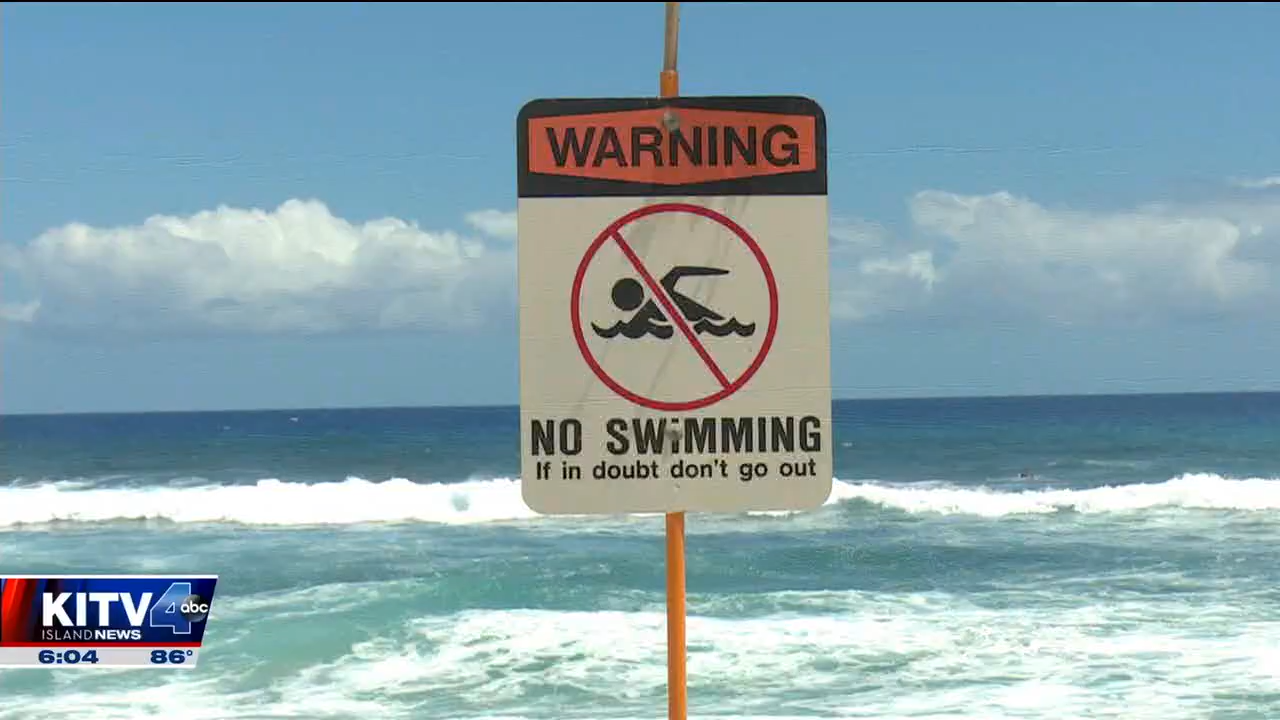 WARNING
NO SWiMMING
If in doubt don't go out
KITV4 abc
ISLAND NEWS
6:04 86°